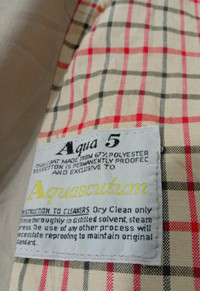 Aqua 5
THIS COAT MADE FROM 67% POLYESTER
33% COTTON IS PERMANENTLY PROOFED
AND EXCLUSIVE TO
Aquascutum
INSTRUCTION TO CLEANERS Dry Clean only
Rinse thoroughly in distilled solvent, steam
press. The use of any other process will
necessitate reproofing to maintain original
standard.